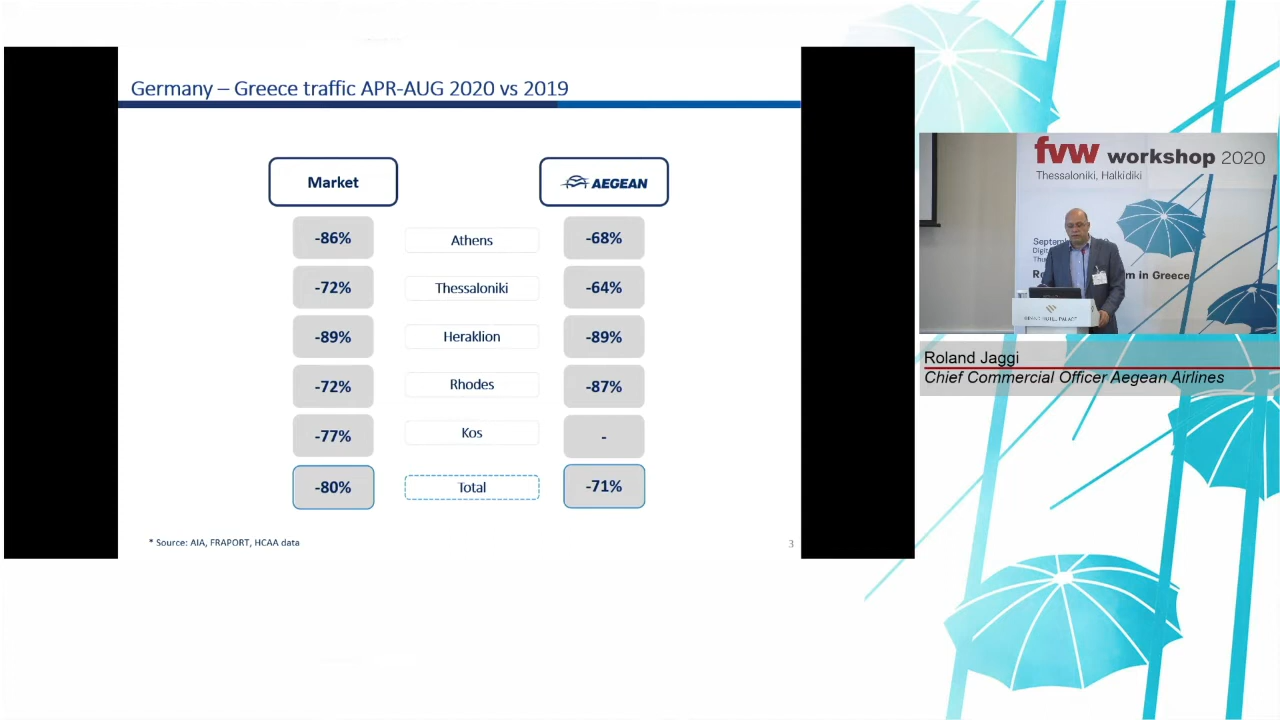 Germany – Greece traffic APR-AUG 2020 vs 2019
Market
AEGEAN
-86%
Athens
-68%
-72%
Thessaloniki
-64%
-89%
Heraklion
-89%
-72%
Rhodes
-87%
-77%
Kos
-
-80%
Total
-71%
* Source: AIA, FRAPORT, HCAA data
3
fvw workshop 2020
Thessaloniki, Halkidiki
m in Greece
Roland Jaggi
Chief Commercial Officer Aegean Airlines